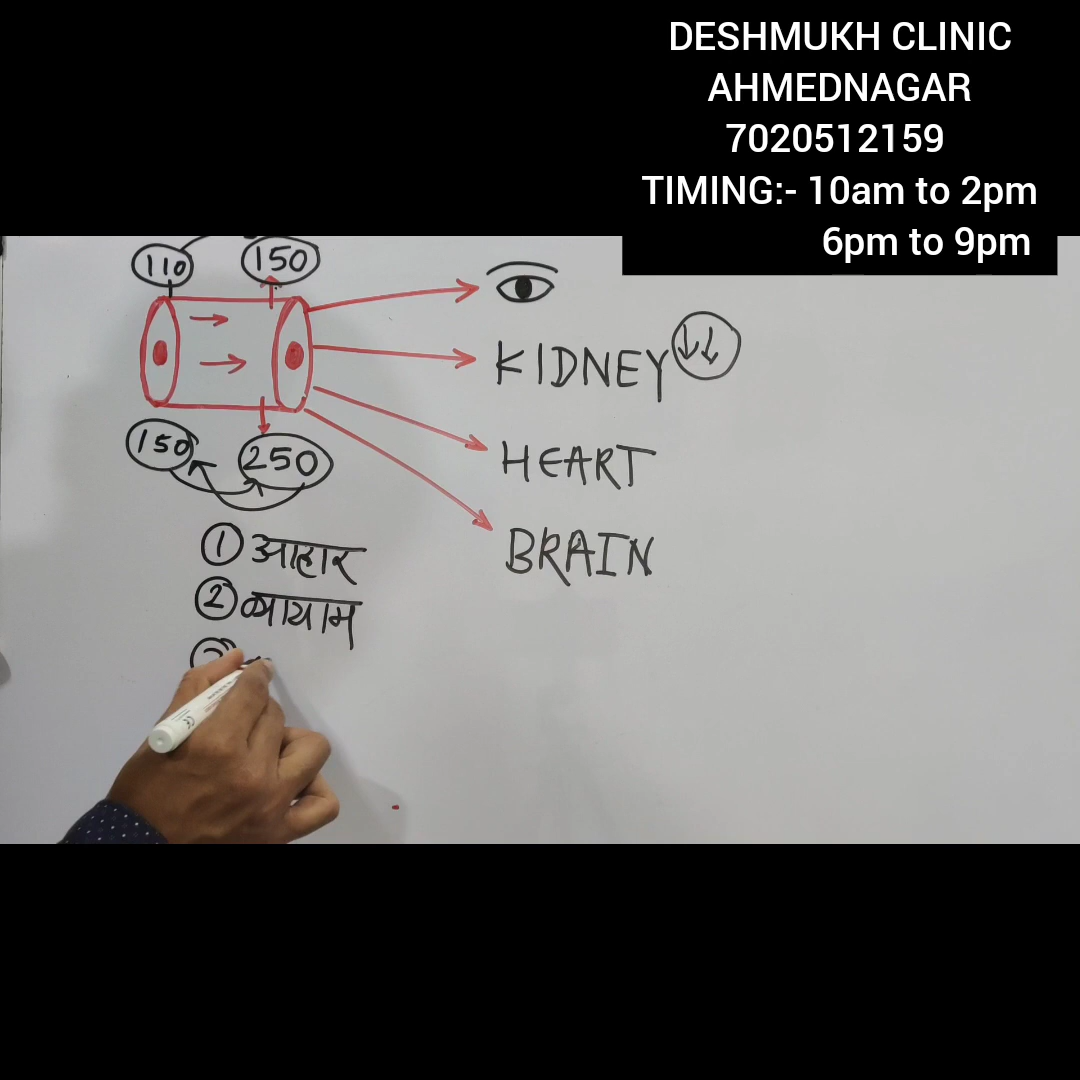 DESHMUKH CLINIC
AHMEDNAGAR
7020512159
TIMING:- 10am to 2pm
6pm to 9pm
110 150
KIDNEY
150 250
HEART
BRAIN
1 आहार
2 व्यायाम